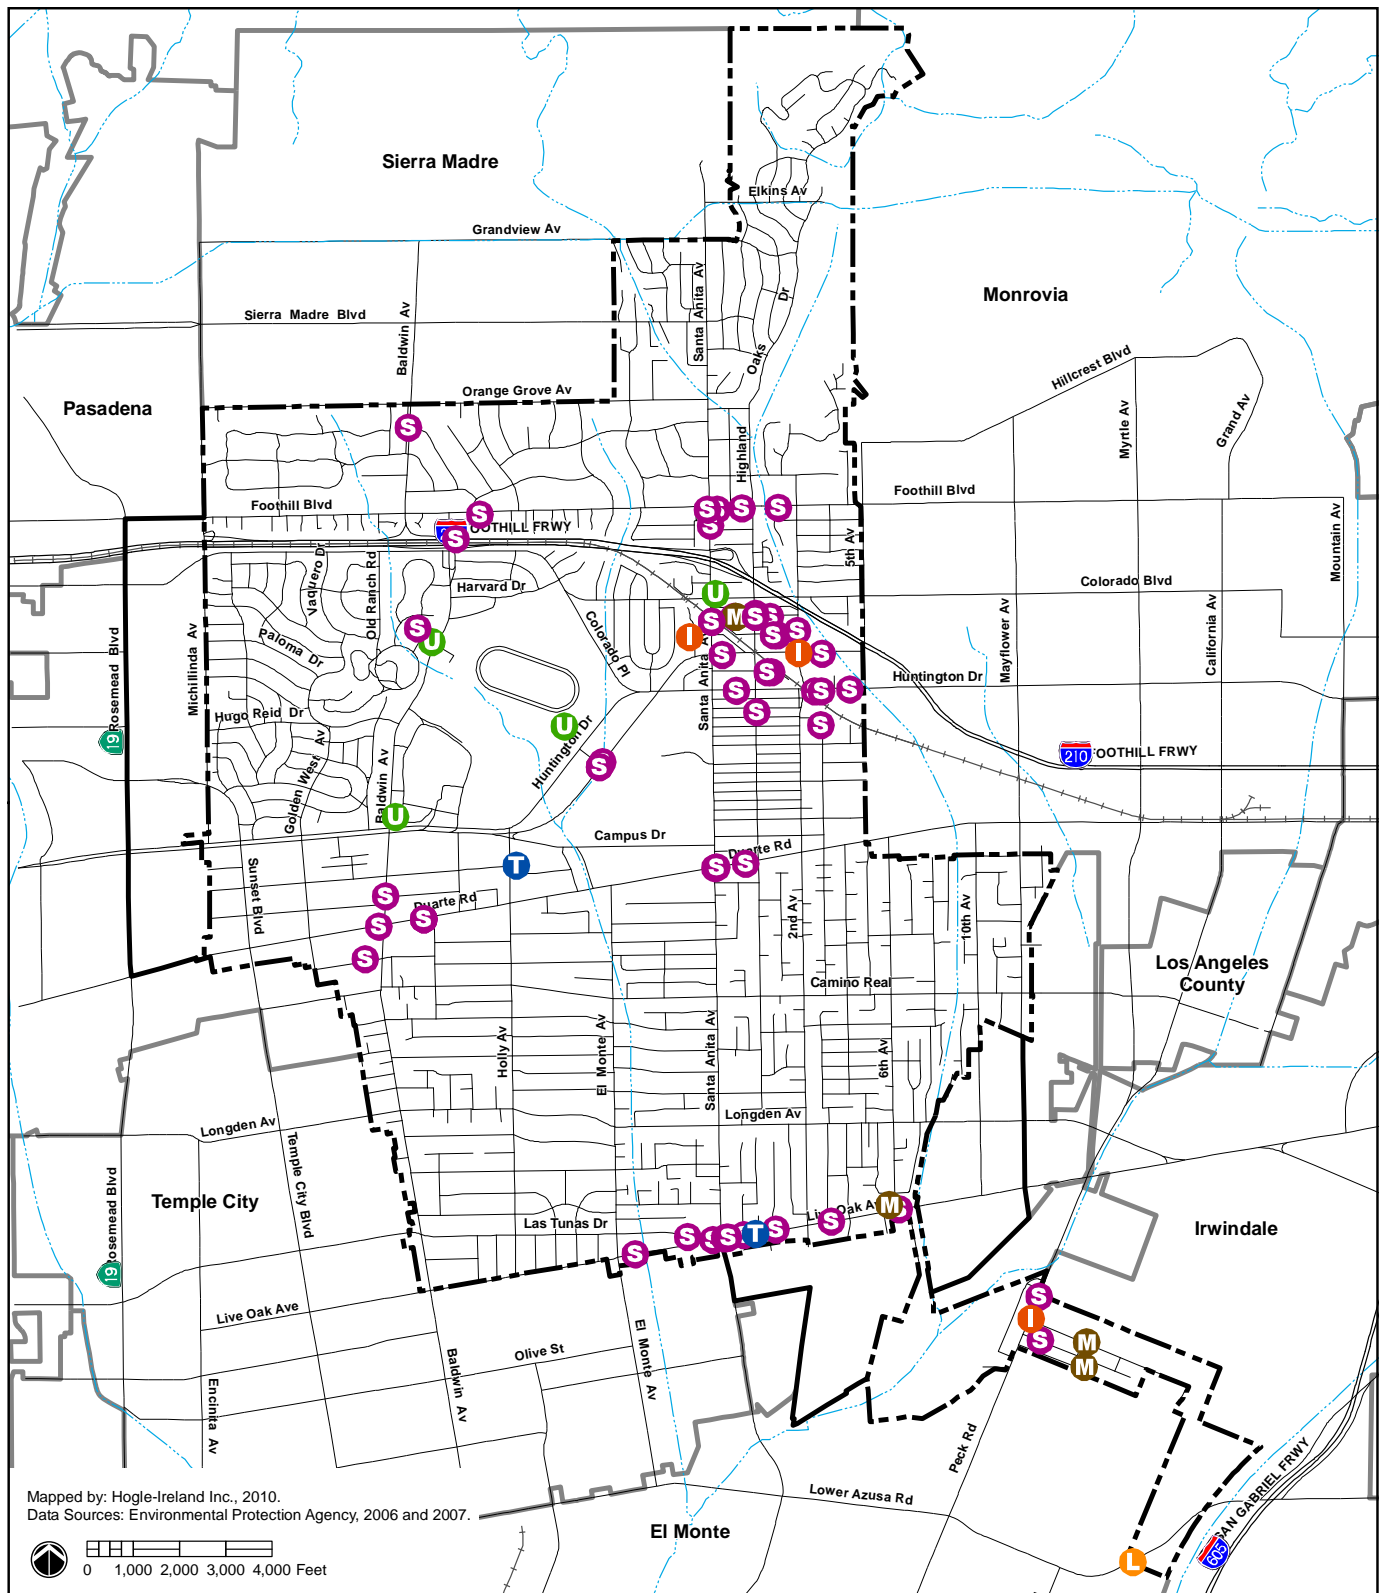 Sierra Madre
Elkins Av
Grandview Av
Monrovia
Santa Anita Av
Dr
Sierra Madre Blvd
Baldwin Av
Oaks
Hillcrest Blvd
Orange Grove Av
Pasadena
Myrtle Av
Grand Av
Highland
S
Foothill Blvd
Foothill Blvd
S
S
S
S
S
S
OOTHILL FRWY
Mountain Av
5th Av
Vaquero Dr
Old Ranch Rd
Harvard Dr
Colorado Blvd
U
M
S
S
S
S
S
S
I
S
U
Colorado Pl
Mayflower Av
California Av
Rosemead Blvd
Michillinda Av
Paloma Dr
Santa Anita Av
S
I
S
S
Huntington Dr
S
S
S
S
Hugo Reid Dr
S
S
U
Huntington Dr
19
Golden West Av
Baldwin Av
210
OOTHILL FRWY
S
U
Campus Dr
Duarte Rd
S
S
T
Sunset Blvd
S
Duarte Rd
S
S
S
2nd Av
10th Av
Los Angeles
County
Camino Real
Holly Av
El Monte Av
Santa Anita Av
6th Av
Longden Av
Longden Av
Temple City Blvd
Rosemead Blvd
Temple City
Las Tunas Dr
Live Oak Av
M
S
S
S
T
S
S
S
S
Irwindale
19
S
I
S
M
M
Live Oak Ave
El Monte Av
Olive St
Baldwin Av
Encinita Av
Peck Rd
SAN GABRIEL FRWY
605
Lower Azusa Rd
L
El Monte
Mapped by: Hogle-Ireland Inc., 2010.
Data Sources: Environmental Protection Agency, 2006 and 2007.
0 1,000 2,000 3,000 4,000 Feet